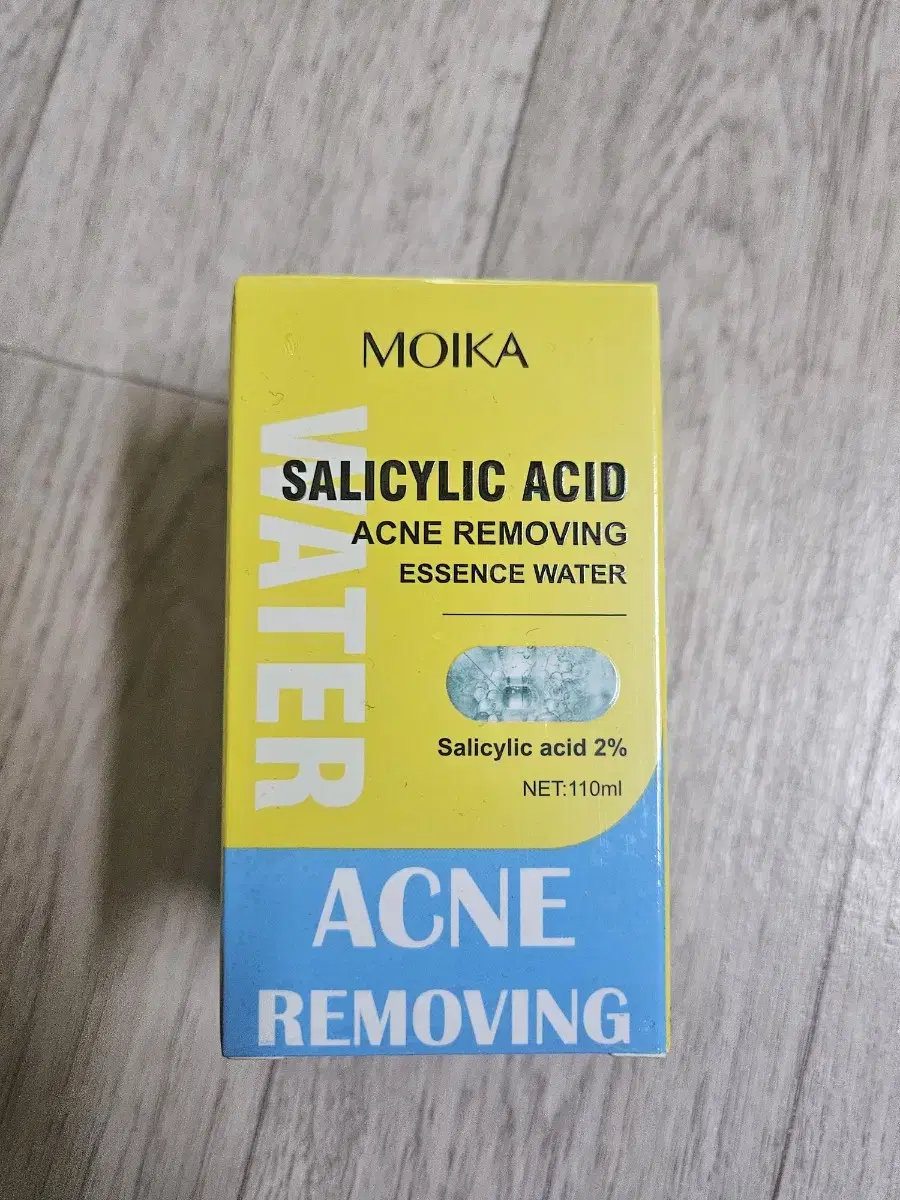 MOIKA
WATER
SALICYLIC ACID
ACNE REMOVING
ESSENCE WATER
Salicylic acid 2%
NET:110ml
ACNE
REMOVING